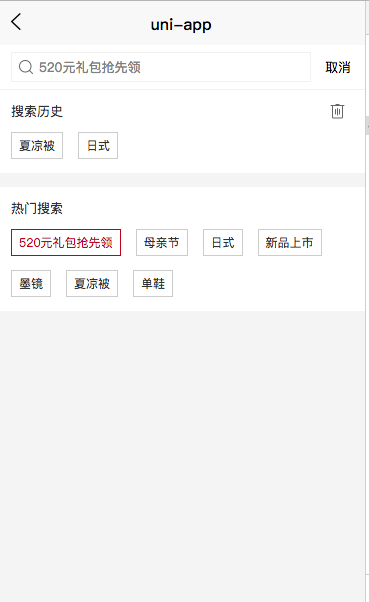 uni-app
520元礼包抢先领 取消
搜索历史
夏凉被 日式
热门搜索
520元礼包抢先领 母亲节 日式 新品上市
墨镜 夏凉被 单鞋